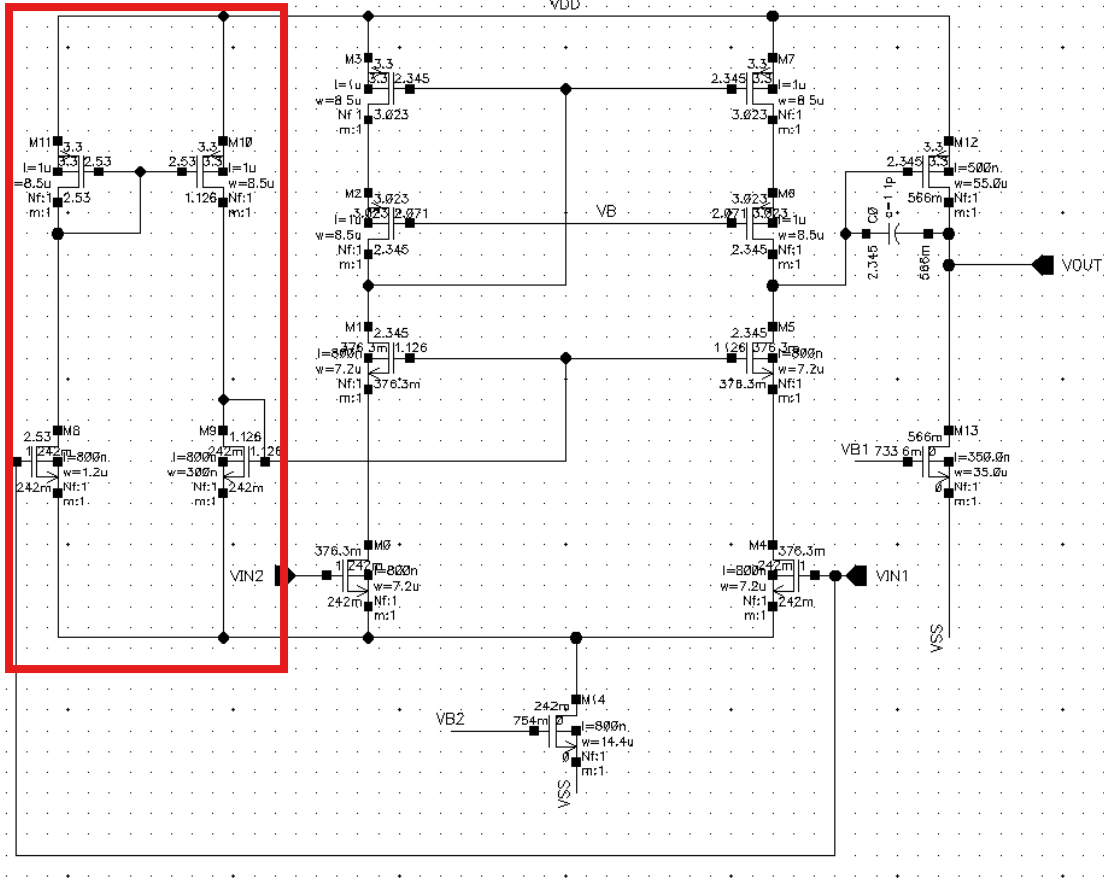 VDD
M3
3.3
2.345
w=8.5u
Nf:1
3.023
m:1
M7
3.3
2.345
3.3
l=1u
w=8.5u
Nf:1
3.023
m:1
M11
3.3
3.3
2.53
l=1u
=8.5u
Nf:1
2.53
m:1
M10
3.3
2.53
3.3
l=1u
w=8.5u
Nf:1
1.126
m:1
M12
3.3
2.345
3.3
l=500n
w=55.0u
Nf:1
566m
m:1
M2
3.023
2.071
l=1u
w=8.5u
Nf:1
2.345
m:1
VB
M6
3.023
2.071
l=1u
w=8.5u
Nf:1
2.345
m:1
C0
c=1.1p
2.345
566m
VOUT
M1
2.345
376.3m
1.126
l=800n
w=7.2u
Nf:1
376.3m
m:1
M5
2.345
376.3m
l=800n
w=7.2u
Nf:1
376.3m
m:1
M8
2.53
242m
l=800n
w=1.2u
Nf:1
242m
m:1
M9
1.126
242m
1.126
l=800n
w=300n
Nf:1
242m
m:1
M13
566m
VB1
733.6m
0
l=350.0n
w=35.0u
Nf:1
0
m:1
M0
376.3m
VIN2
1
242m
l=800n
w=7.2u
Nf:1
242m
m:1
M4
376.3m
242m
1
VIN1
l=800n
w=7.2u
Nf:1
242m
m:1
VSS
M14
242m
VB2
754m
0
l=800n
w=14.4u
Nf:1
0
m:1
VSS